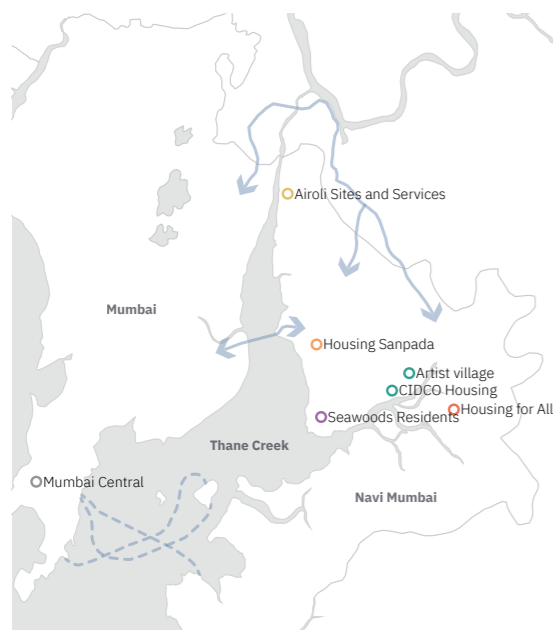 Airoli Sites and Services
Mumbai
Housing Sanpada
Artist village
CIDCO Housing
Housing for All
Seawoods Residents
Thane Creek
Mumbai Central
Navi Mumbai